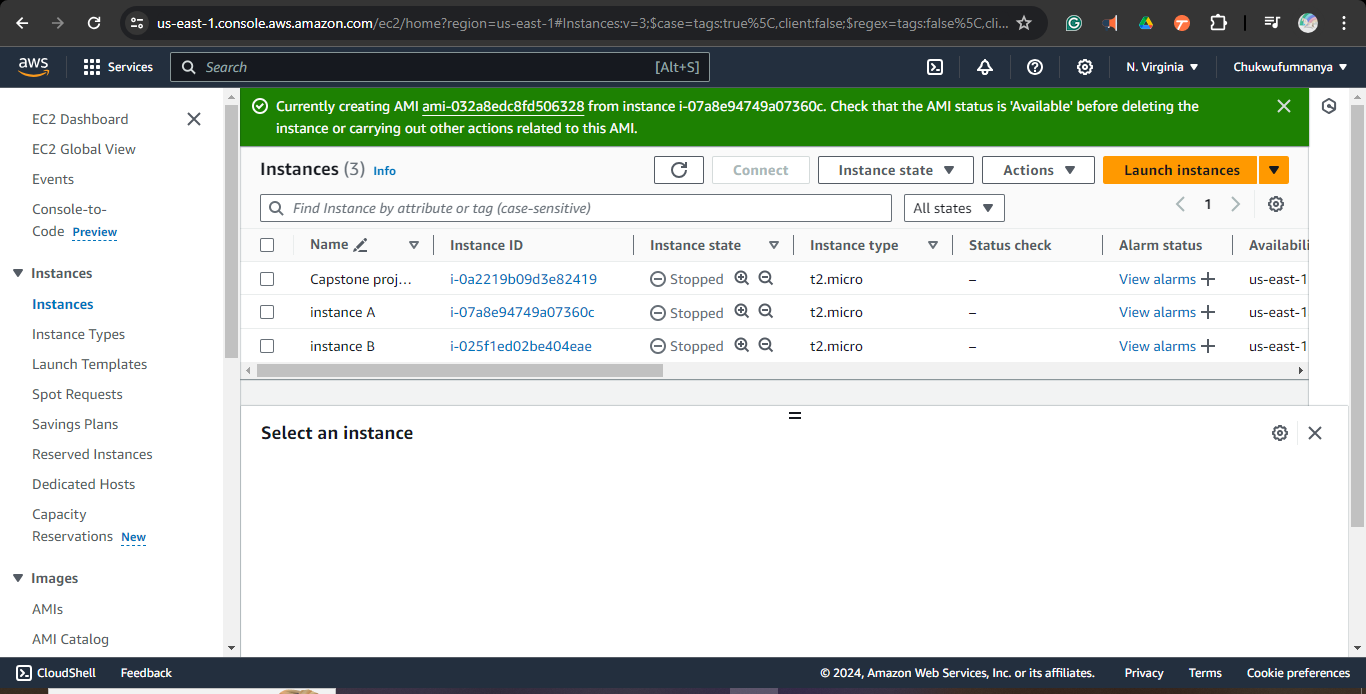 us-east-1.console.aws.amazon.com/ec2/home?region=us-east-1#Instances:v=3;$case=tags:true%5C,client:false;$regex=tags:false%5C,cli...
aws
Services
Search
[Alt+S]
N. Virginia
Chukwufumnanya
EC2 Dashboard
EC2 Global View
Events
Console-to-
Code Preview
Instances
Instances
Instance Types
Launch Templates
Spot Requests
Savings Plans
Reserved Instances
Dedicated Hosts
Capacity
Reservations New
Images
AMIs
AMI Catalog
Currently creating AMI ami-032a8edc8fd506328 from instance i-07a8e94749a07360c. Check that the AMI status is 'Available' before deleting the
instance or carrying out other actions related to this AMI.
Instances (3) Info
Connect
Instance state
Actions
Launch instances
Find Instance by attribute or tag (case-sensitive)
All states
1
Name Instance ID Instance state Instance type Status check Alarm status Availabili
Capstone proj... i-0a2219b09d3e82419 Stopped t2.micro – View alarms + us-east-1
instance A i-07a8e94749a07360c Stopped t2.micro – View alarms + us-east-1
instance B i-025f1ed02be404eae Stopped t2.micro – View alarms + us-east-1
Select an instance
CloudShell Feedback © 2024, Amazon Web Services, Inc. or its affiliates. Privacy Terms Cookie preferences